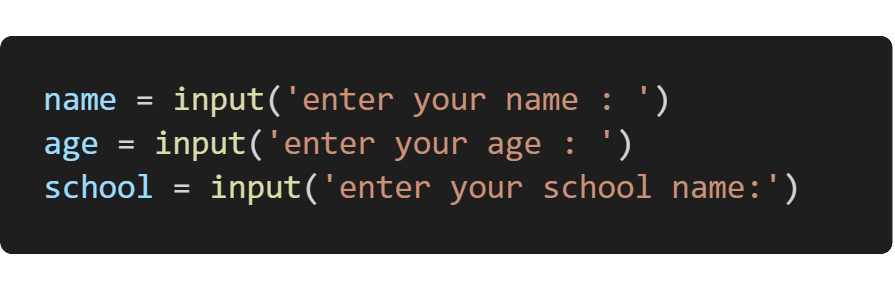 name = input('enter your name : ')
age = input('enter your age : ')
school = input('enter your school name:')